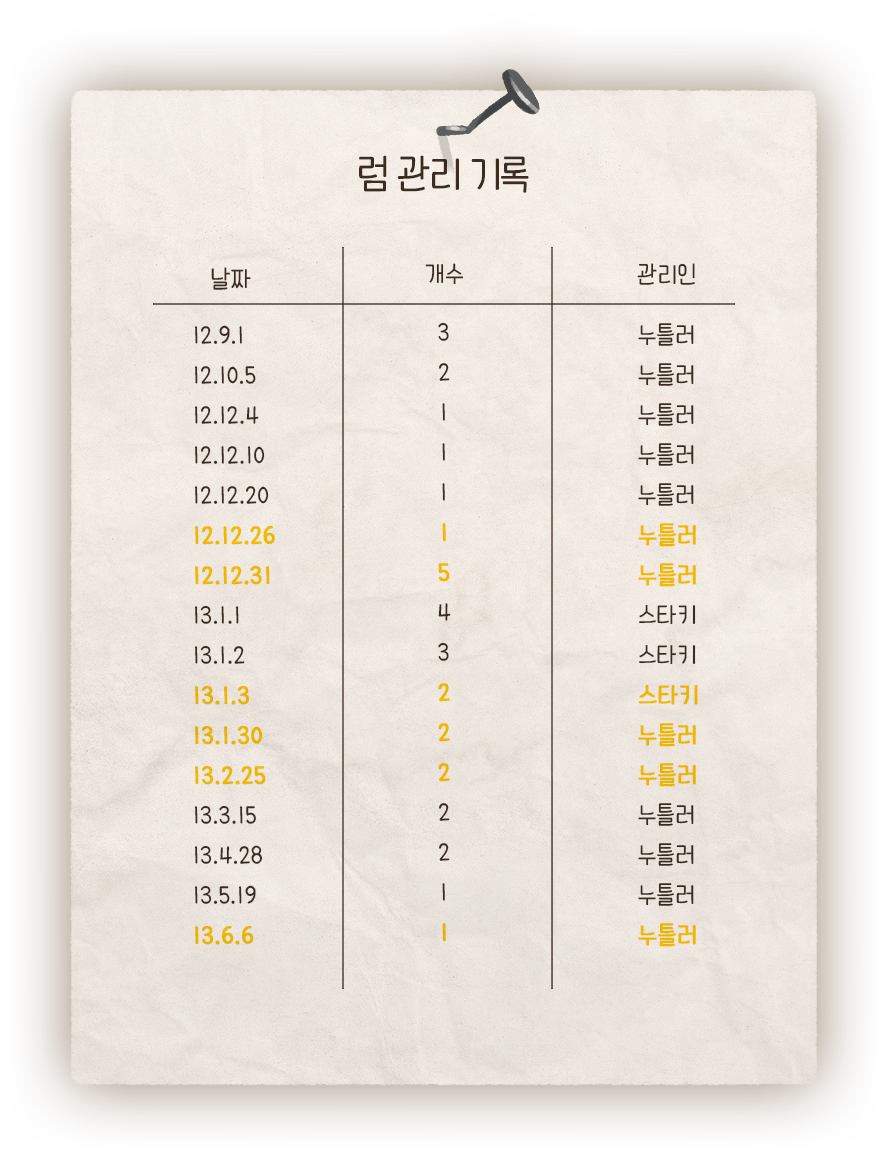 럼 관리 기록
날짜 개수 관리인
12.9.1 3 누틀러
12.10.5 2 누틀러
12.12.4 1 누틀러
12.12.10 1 누틀러
12.12.20 1 누틀러
12.12.26 1 누틀러
12.12.31 5 누틀러
13.1.1 4 스타키
13.1.2 3 스타키
13.1.3 2 스타키
13.1.30 2 누틀러
13.2.25 2 누틀러
13.3.15 2 누틀러
13.4.28 2 누틀러
13.5.19 1 누틀러
13.6.6 1 누틀러